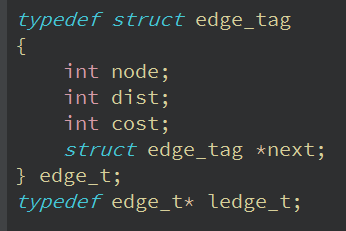 typedef struct edge_tag
{
    int node;
    int dist;
    int cost;
    struct edge_tag *next;
} edge_t;
typedef edge_t* ledge_t;